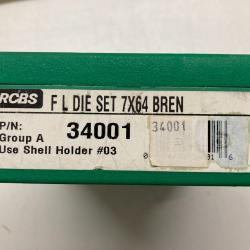 RCBS
F L DIE SET 7X64 BREN
P/N: 34001
Group A
Use Shell Holder #03
34001